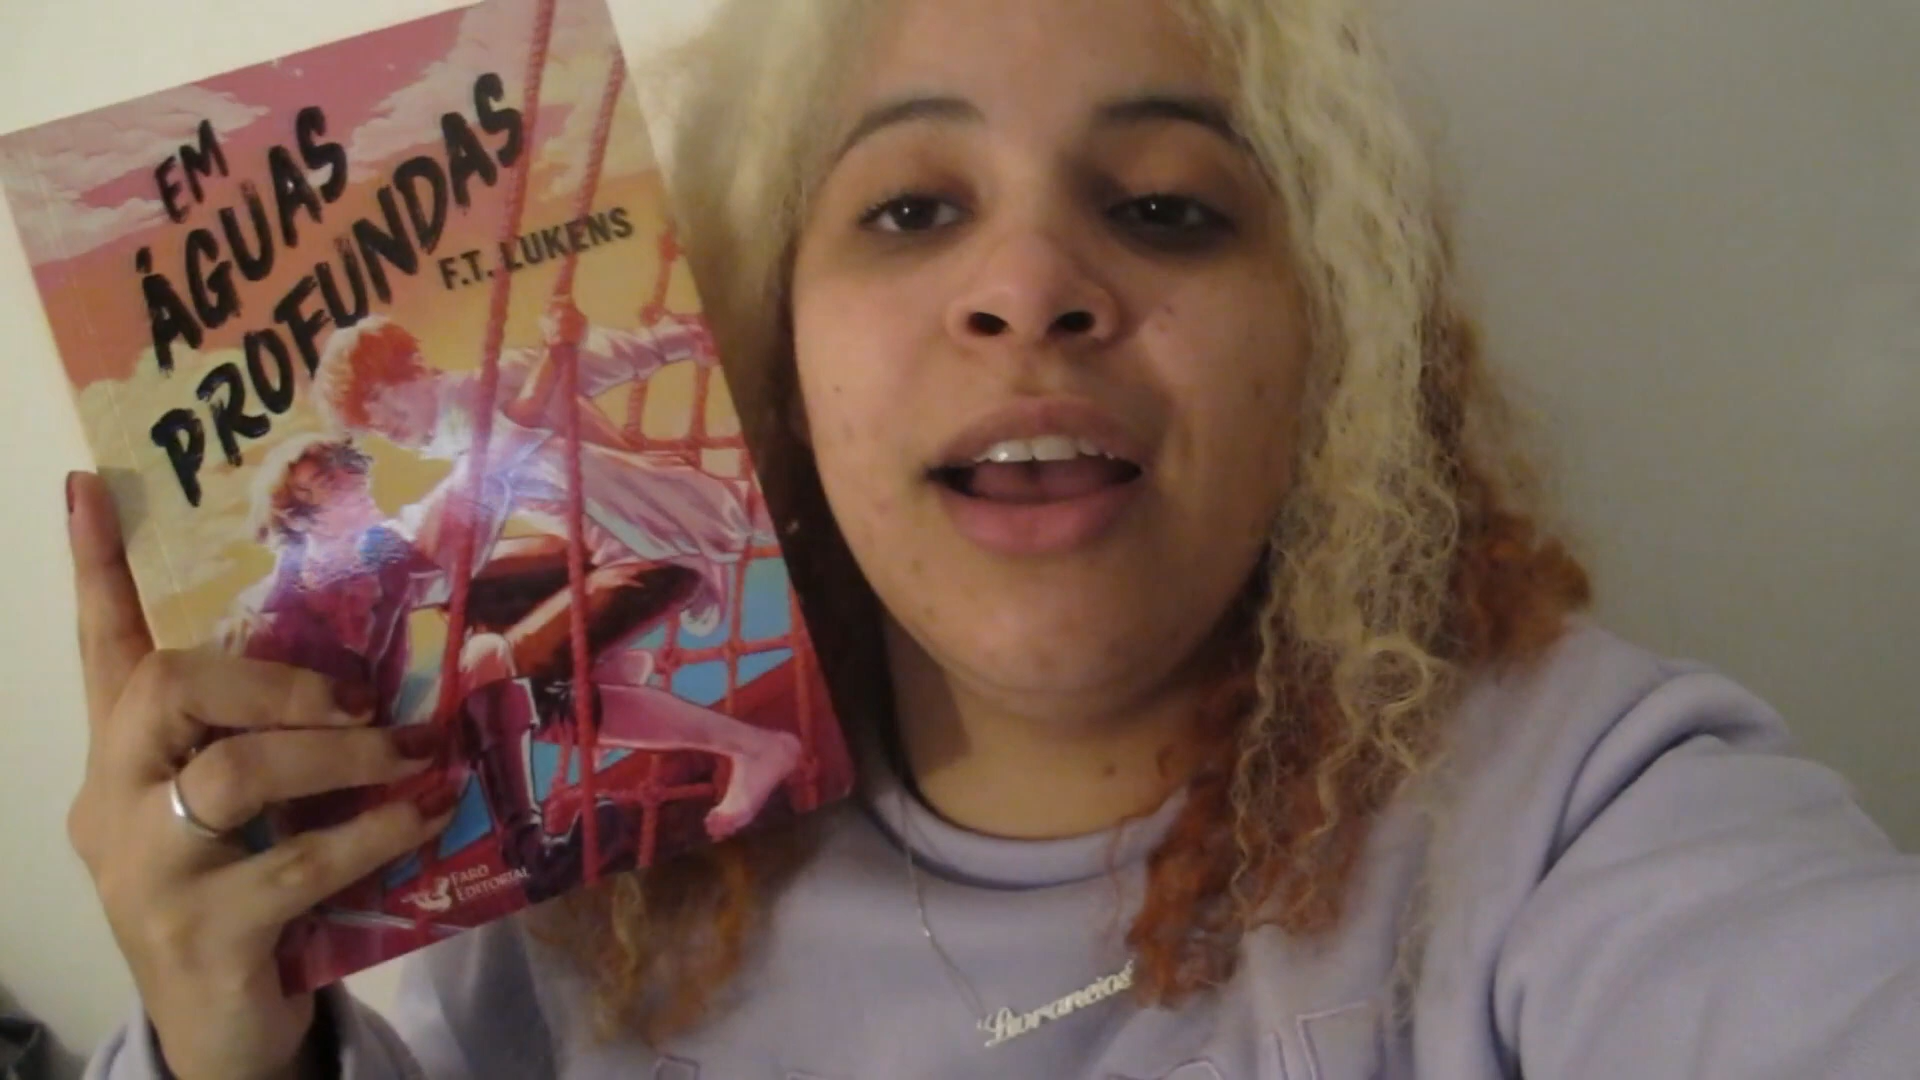 EM
ÁGUAS
PROFUNDAS
F.T. LUKENS
FARO
EDITORIAL